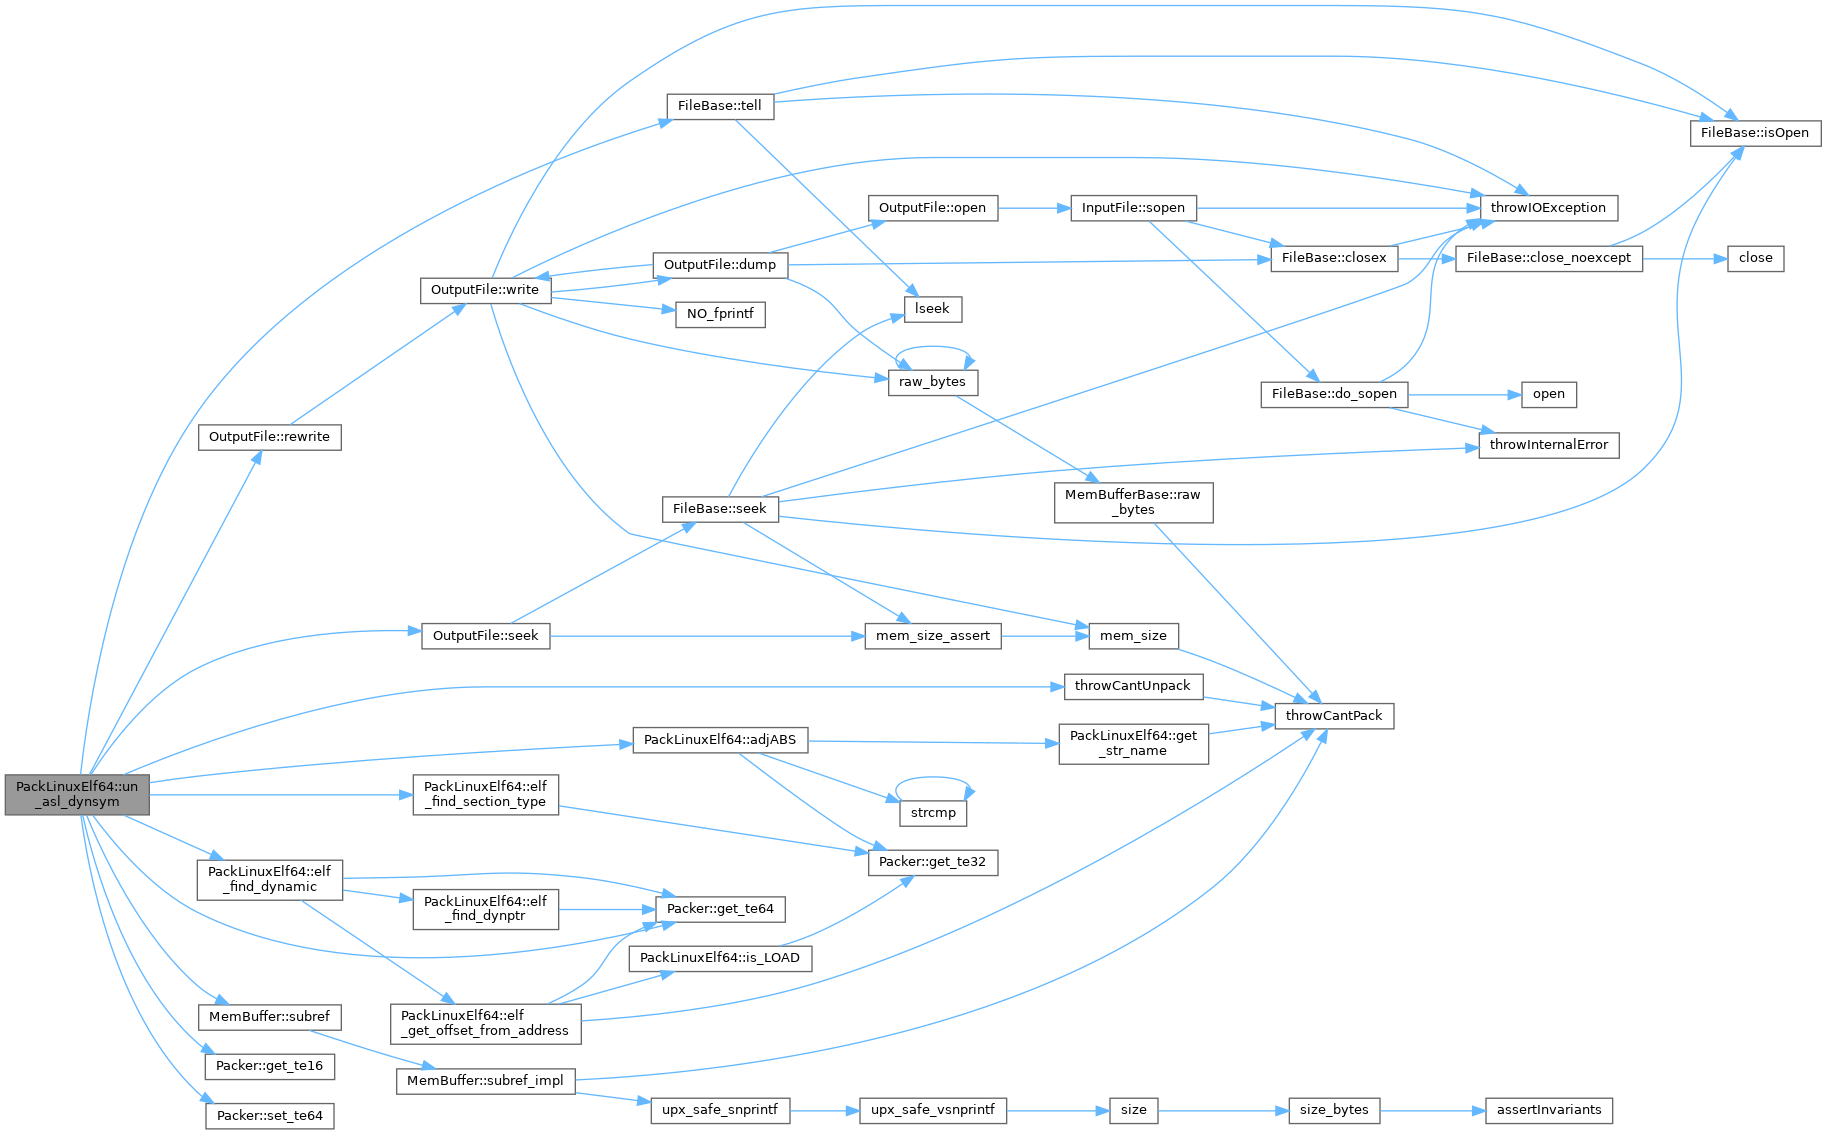 FileBase::tell
FileBase::isOpen
OutputFile::open
InputFile::sopen
throwIOException
OutputFile::dump
FileBase::closex
FileBase::close_noexcept
close
OutputFile::write
NO_fprintf
lseek
raw_bytes
FileBase::do_sopen
open
OutputFile::rewrite
throwInternalError
FileBase::seek
MemBufferBase::raw
_bytes
OutputFile::seek
mem_size_assert
mem_size
throwCantUnpack
throwCantPack
PackLinuxElf64::adjABS
PackLinuxElf64::get
_str_name
PackLinuxElf64::un
_asl_dynsym
PackLinuxElf64::elf
_find_section_type
strcmp
Packer::get_te32
PackLinuxElf64::elf
_find_dynamic
PackLinuxElf64::elf
_find_dynptr
Packer::get_te64
PackLinuxElf64::is_LOAD
MemBuffer::subref
PackLinuxElf64::elf
_get_offset_from_address
Packer::get_te16
MemBuffer::subref_impl
Packer::set_te64
upx_safe_snprintf
upx_safe_vsnprintf
size
size_bytes
assertInvariants